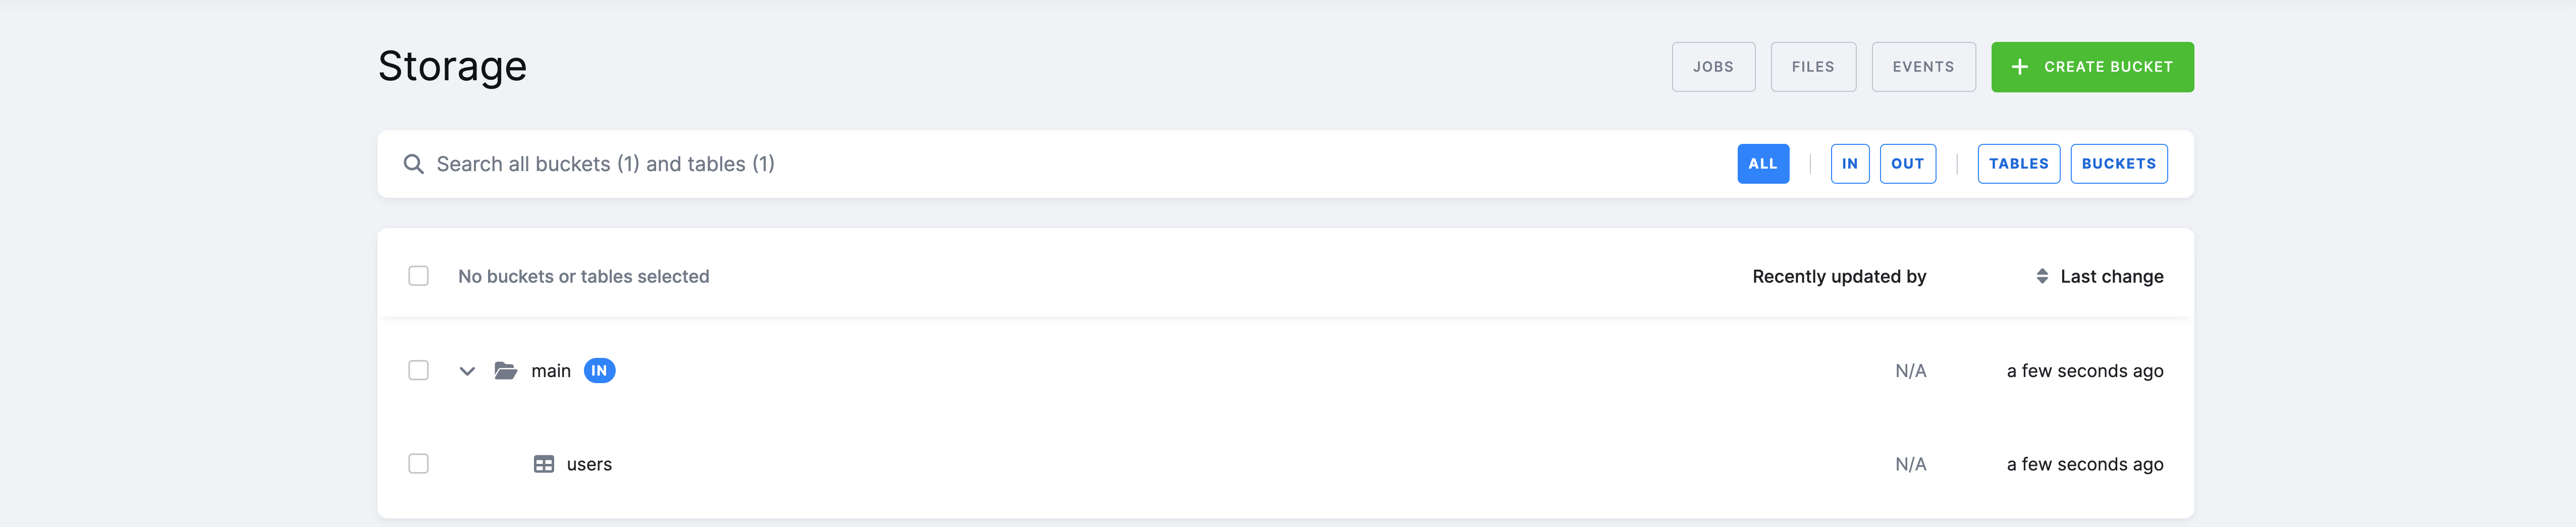 Storage
JOBS FILES EVENTS + CREATE BUCKET
Search all buckets (1) and tables (1)
ALL IN OUT TABLES BUCKETS
No buckets or tables selected Recently updated by Last change
main IN N/A a few seconds ago
users N/A a few seconds ago